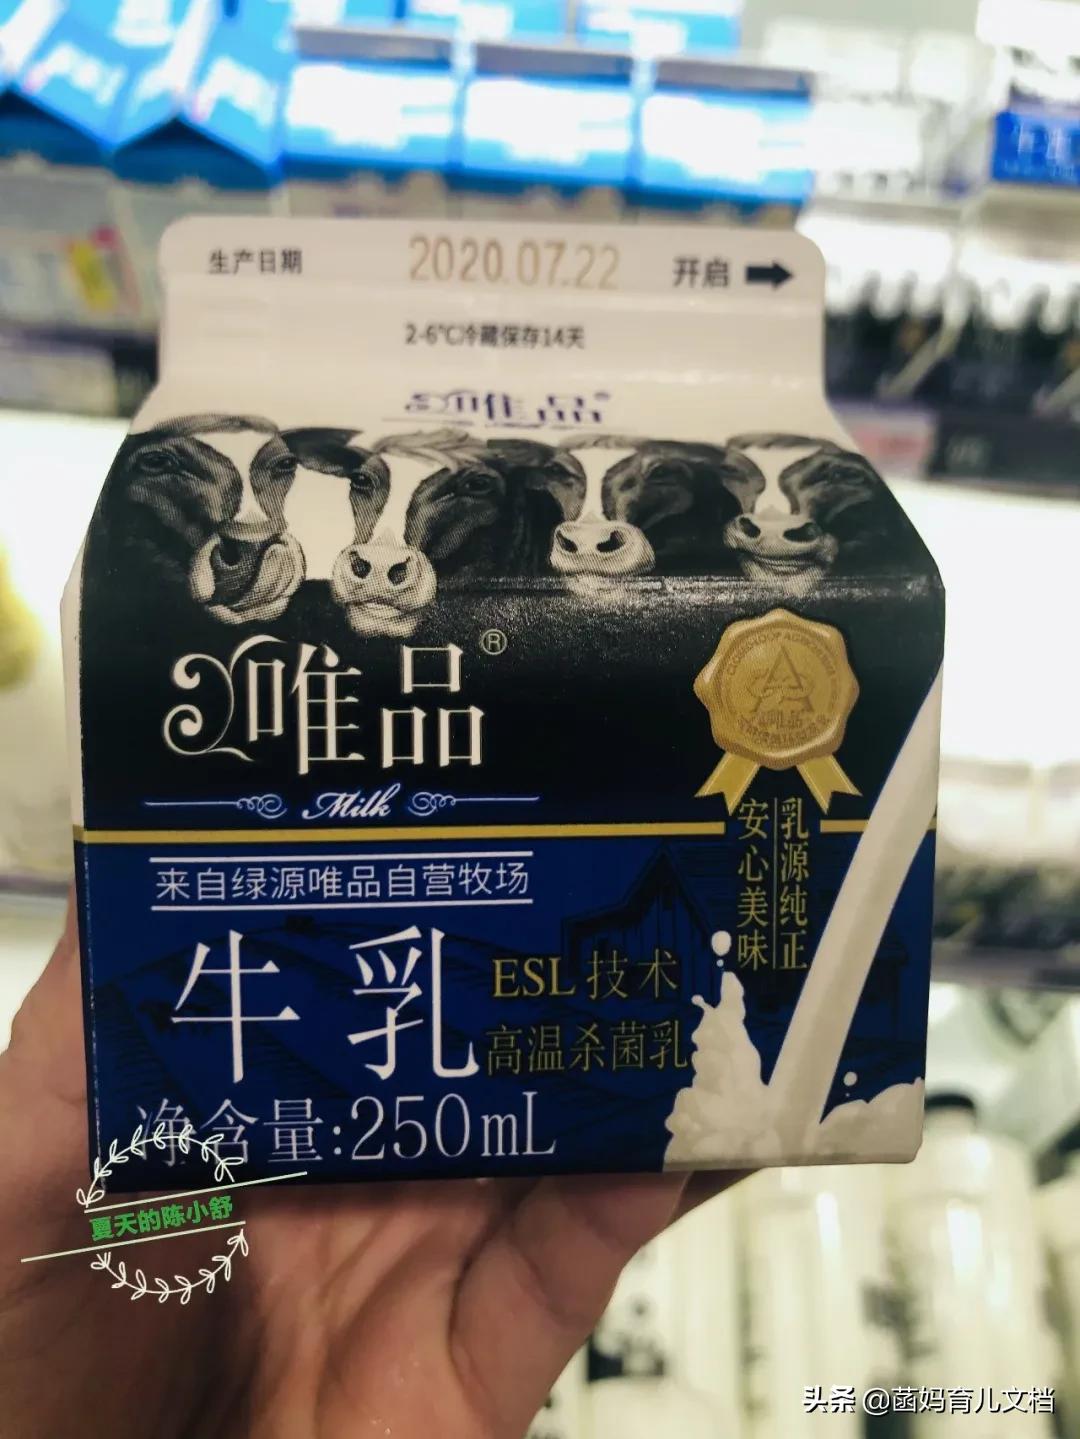 生产日期 2020.07.22 开启
2-6℃冷藏保存14天
唯品®
唯品®
Milk
来自绿源唯品自营牧场
牛乳
ESL技术
高温杀菌乳
净含量:250mL
乳源纯正
安心美味
唯品
夏天的陈小舒
头条 @菡妈育儿文档